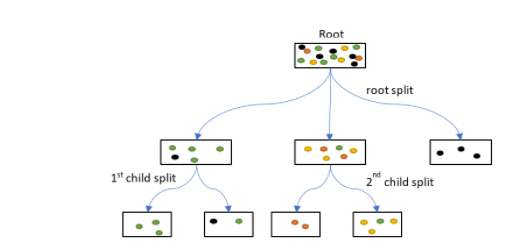 Root
root split
1st child split
2nd child split